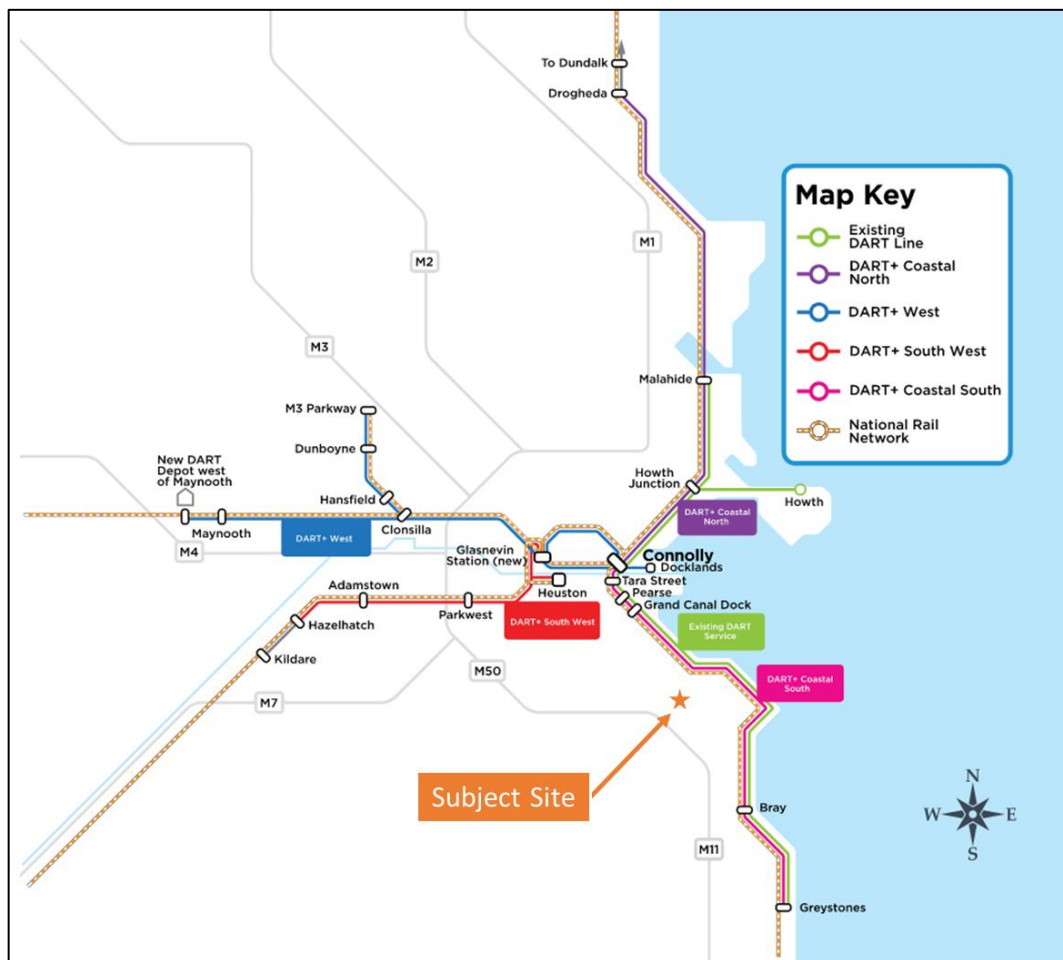 To Dundalk
Drogheda
Map Key
Existing
DART Line
DART+ Coastal
North
DART+ West
DART+ South West
DART+ Coastal South
National Rail
Network
M1
M2
M3
Malahide
M3 Parkway
Dunboyne
New DART
Depot west
of Maynooth
Howth
Junction
Howth
Hansfield
Clonsilla
Maynooth
DART+ West
DART+ Coastal
North
M4
Glasnevin
Station (new)
Connolly
Docklands
Heuston
Tara Street
Pearse
Grand Canal Dock
Adamstown
Parkwest
Hazelhatch
Kildare
DART+ South West
Existing DART
Service
M50
DART+ Coastal
South
M7
Subject Site
Bray
M11
N
W
E
S
Greystones